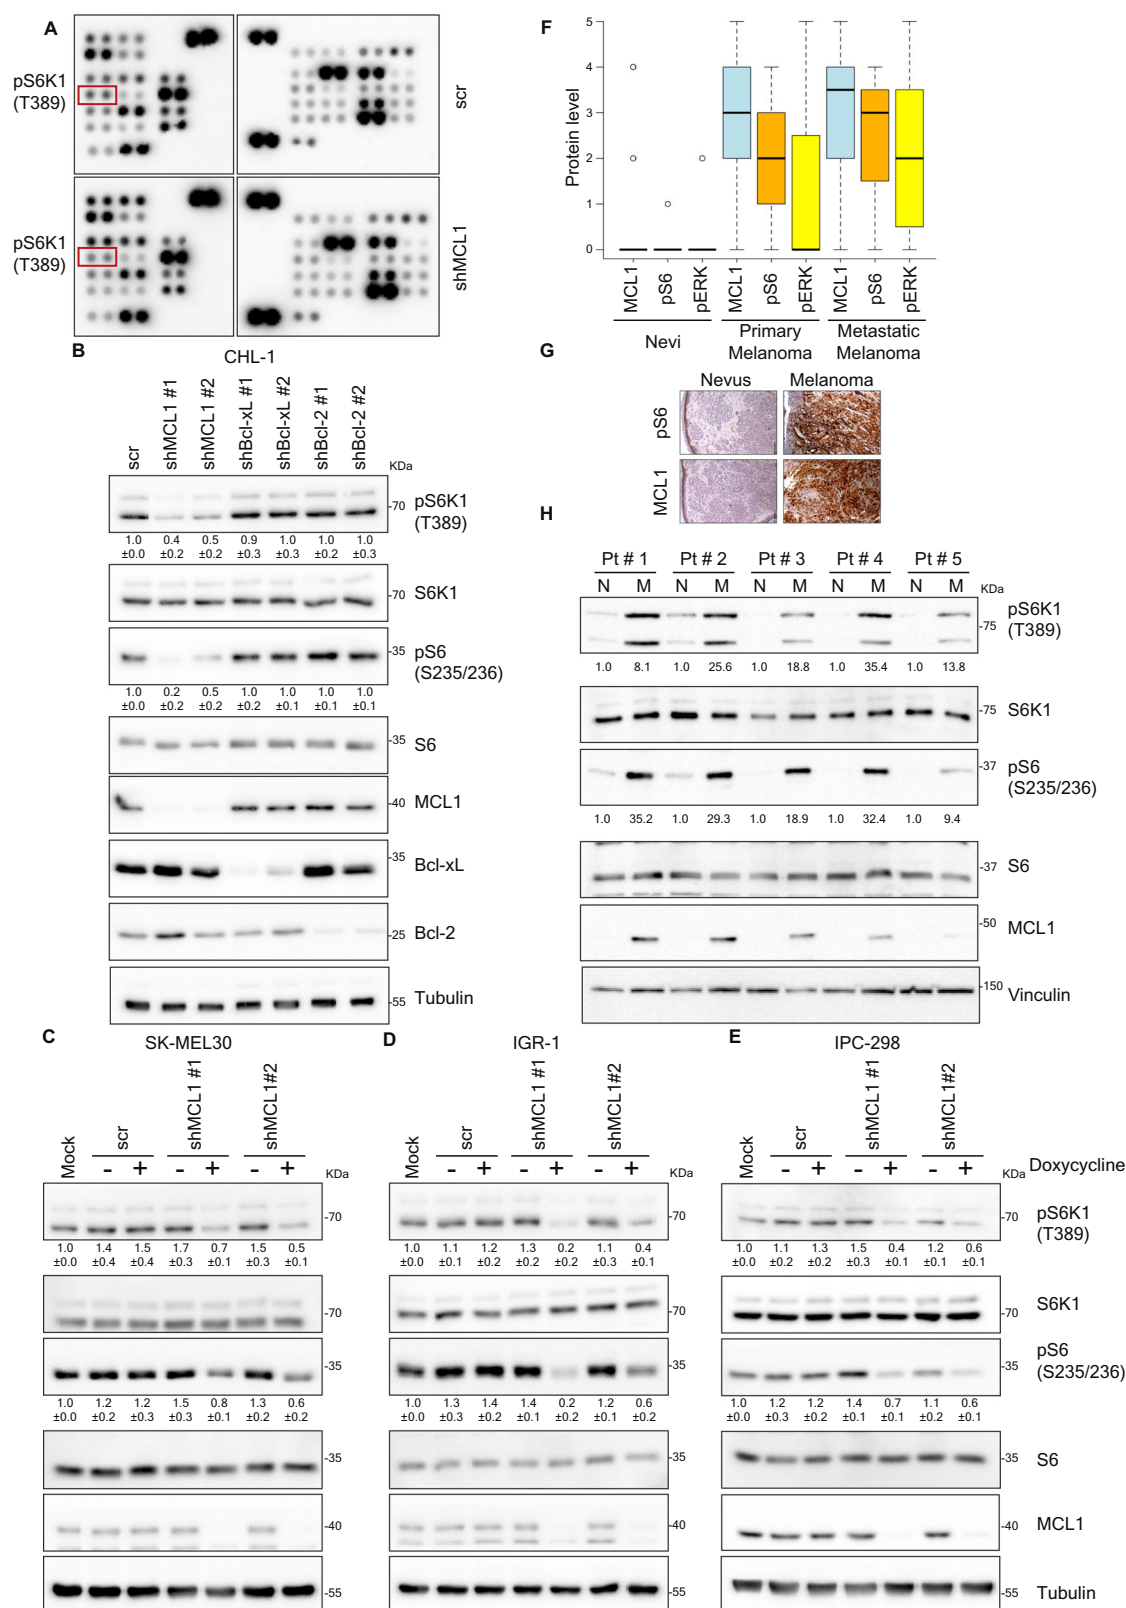 A
pS6K1
(T389)
scr
pS6K1
(T389)
shMCL1
B
CHL-1
scr
shMCL1 #1
shMCL1 #2
shBcl-xL #1
shBcl-xL #2
shBcl-2 #1
shBcl-2 #2
KDa
-70
pS6K1
(T389)
1.0 0.4 0.5 0.9 1.0 1.0 1.0
±0.0 ±0.2 ±0.2 ±0.3 ±0.3 ±0.2 ±0.3
-70
S6K1
-35
pS6
(S235/236)
1.0 0.2 0.5 1.0 1.0 1.0 1.0
±0.0 ±0.2 ±0.2 ±0.2 ±0.1 ±0.1 ±0.1
-35
S6
-40
MCL1
-35
Bcl-xL
-25
Bcl-2
-55
Tubulin
F
Protein level
5
4
3
2
1
0
MCL1
pS6
pERK
MCL1
pS6
pERK
MCL1
pS6
pERK
Nevi
Primary
Melanoma
Metastatic
Melanoma
G
Nevus Melanoma
pS6
MCL1
H
Pt # 1 Pt # 2 Pt # 3 Pt # 4 Pt # 5
N M N M N M N M N M
KDa
-75
pS6K1
(T389)
1.0 8.1 1.0 25.6 1.0 18.8 1.0 35.4 1.0 13.8
-75
S6K1
-37
pS6
(S235/236)
1.0 35.2 1.0 29.3 1.0 18.9 1.0 32.4 1.0 9.4
-37
S6
-50
MCL1
-150
Vinculin
C
SK-MEL30
Mock
scr
shMCL1 #1
shMCL1#2
- + - + - +
KDa
-70
1.0 1.4 1.5 1.7 0.7 1.5 0.5
±0.0 ±0.4 ±0.4 ±0.3 ±0.1 ±0.3 ±0.1
-70
-35
1.0 1.2 1.2 1.5 0.8 1.3 0.6
±0.0 ±0.2 ±0.3 ±0.3 ±0.1 ±0.2 ±0.2
-35
-40
-55
D
IGR-1
Mock
scr
shMCL1 #1
shMCL1#2
- + - + - +
KDa
-70
1.0 1.1 1.2 1.3 0.2 1.1 0.4
±0.0 ±0.1 ±0.2 ±0.2 ±0.1 ±0.3 ±0.2
-70
-35
1.0 1.3 1.4 1.4 0.2 1.2 0.6
±0.0 ±0.3 ±0.2 ±0.1 ±0.2 ±0.1 ±0.2
-35
-40
-55
E
IPC-298
Mock
scr
shMCL1 #1
shMCL1#2
- + - + - +
Doxycycline
KDa
-70
pS6K1
(T389)
1.0 1.1 1.3 1.5 0.4 1.2 0.6
±0.0 ±0.2 ±0.2 ±0.3 ±0.1 ±0.1 ±0.1
-70
S6K1
-35
pS6
(S235/236)
1.0 1.2 1.2 1.4 0.7 1.1 0.6
±0.0 ±0.3 ±0.2 ±0.1 ±0.1 ±0.2 ±0.1
-35
S6
-40
MCL1
-55
Tubulin